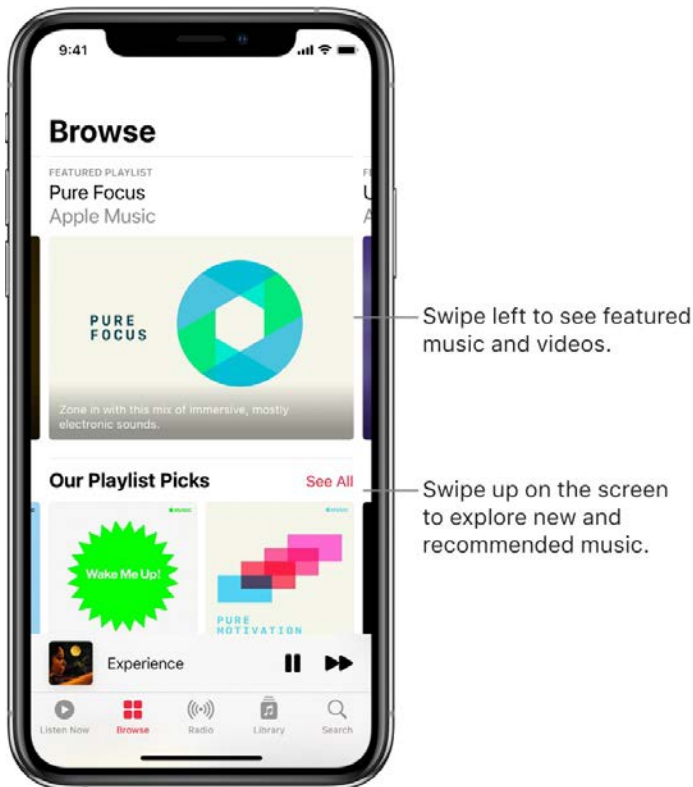 9:41
Browse
FEATURED PLAYLIST
Pure Focus
Apple Music
PURE
FOCUS
Zone in with this mix of immersive, mostly
electronic sounds.
Swipe left to see featured
music and videos.
Our Playlist Picks See All
Swipe up on the screen
to explore new and
recommended music.
MUSIC
Wake Me Up!
MUSIC
PURE
MOTIVATION
Experience
Listen Now Browse Radio Library Search